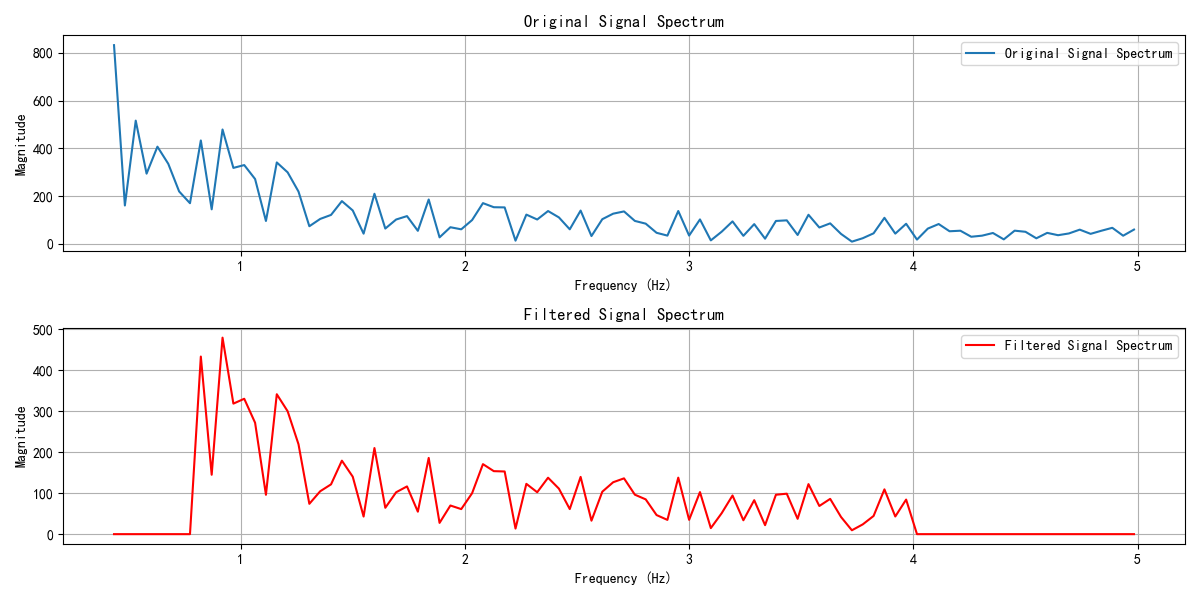 Original Signal Spectrum
Original Signal Spectrum
Magnitude
800
600
400
200
0
1 2 3 4 5
Frequency (Hz)
Filtered Signal Spectrum
Filtered Signal Spectrum
Magnitude
500
400
300
200
100
0
1 2 3 4 5
Frequency (Hz)